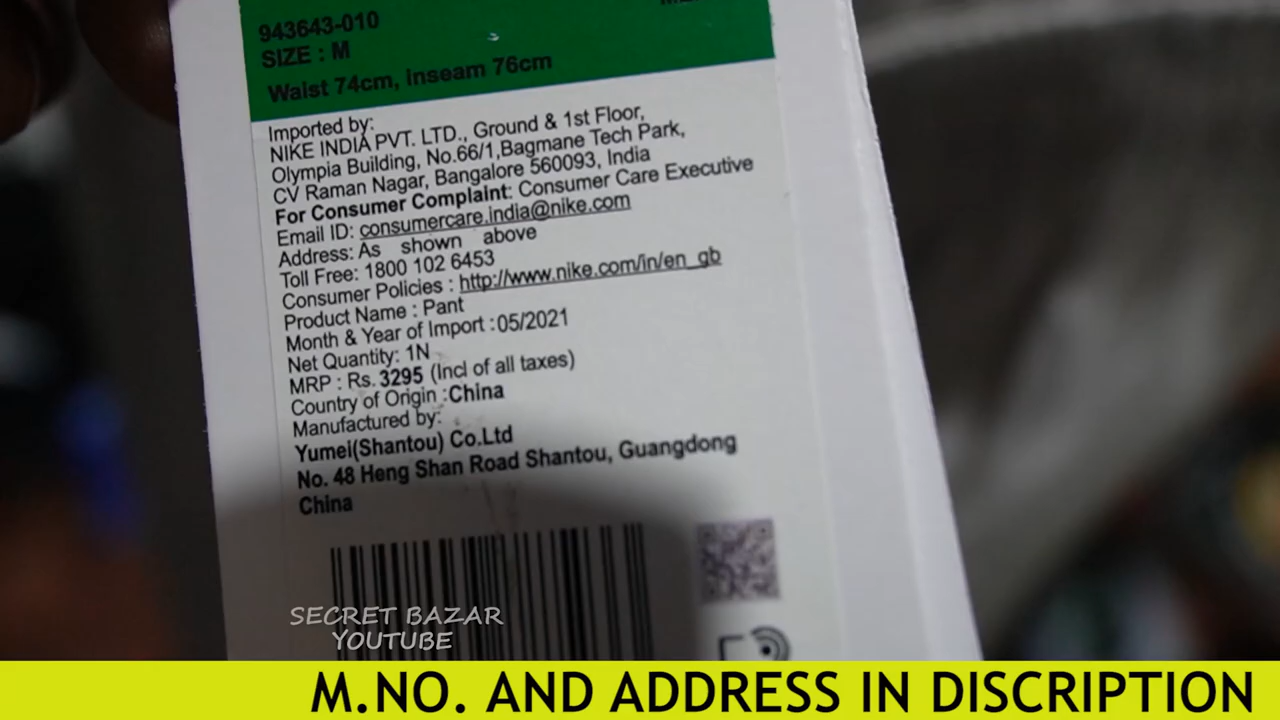 943643-010
SIZE : M
Waist 74cm, inseam 76cm
Imported by:
NIKE INDIA PVT. LTD., Ground & 1st Floor,
Olympia Building, No.66/1,Bagmane Tech Park,
CV Raman Nagar, Bangalore 560093, India
For Consumer Complaint: Consumer Care Executive
Email ID: consumercare.india@nike.com
Address: As shown above
Toll Free: 1800 102 6453
Consumer Policies : http://www.nike.com/in/en_gb
Product Name : Pant
Month & Year of Import :05/2021
Net Quantity: 1N
MRP : Rs. 3295 (Incl of all taxes)
Country of Origin :China
Manufactured by:
Yumei(Shantou) Co.Ltd
No. 48 Heng Shan Road Shantou, Guangdong
China
SECRET BAZAR
YOUTUBE
M.NO. AND ADDRESS IN DISCRIPTION